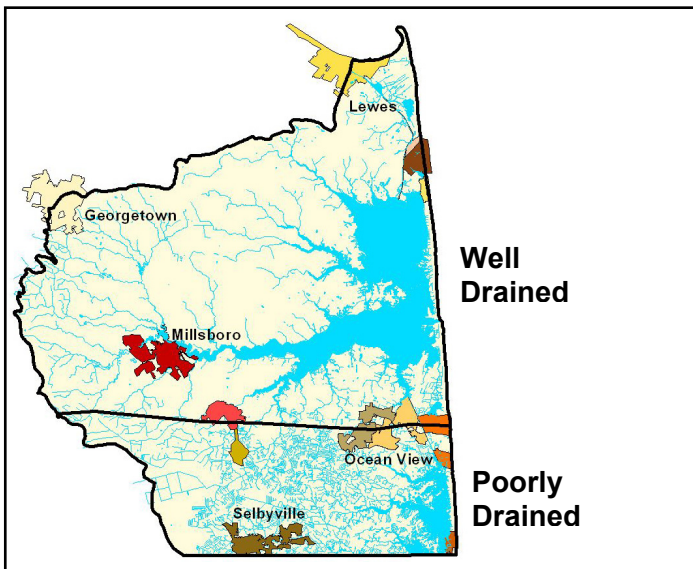 Lewes
Georgetown
Well
Drained
Millsboro
Ocean View
Poorly
Drained
Selbyville